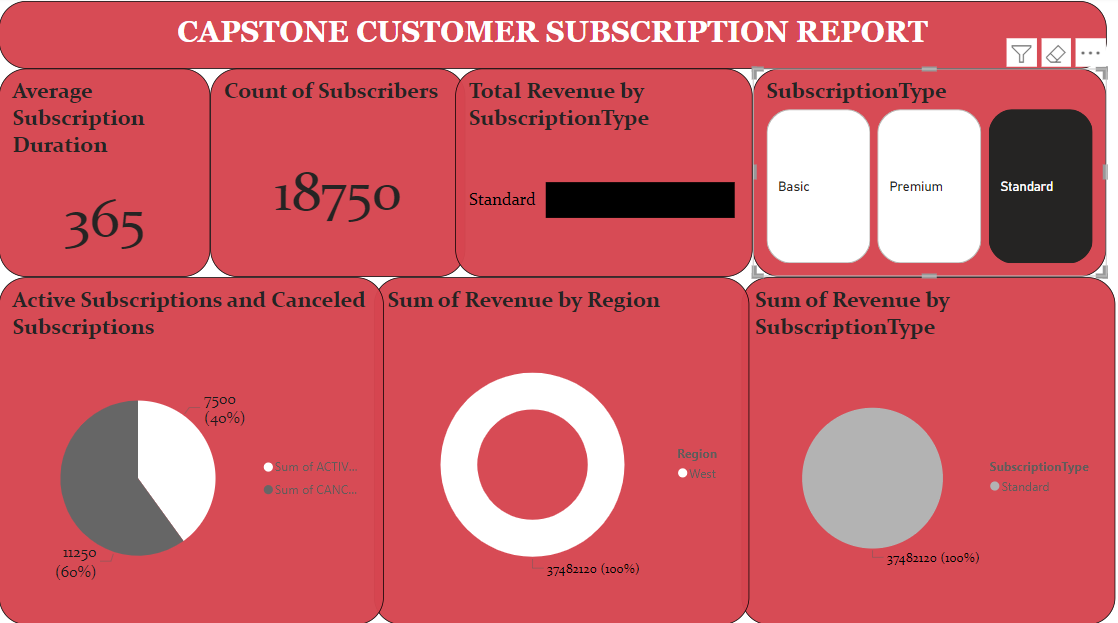 CAPSTONE CUSTOMER SUBSCRIPTION REPORT
Average
Subscription
Duration
365
Count of Subscribers
18750
Total Revenue by
SubscriptionType
Standard
SubscriptionType
Basic
Premium
Standard
Active Subscriptions and Canceled
Subscriptions
7500
(40%)
11250
(60%)
Sum of ACTIV...
Sum of CANC...
Sum of Revenue by Region
37482120 (100%)
Region
West
Sum of Revenue by
SubscriptionType
37482120 (100%)
SubscriptionType
Standard